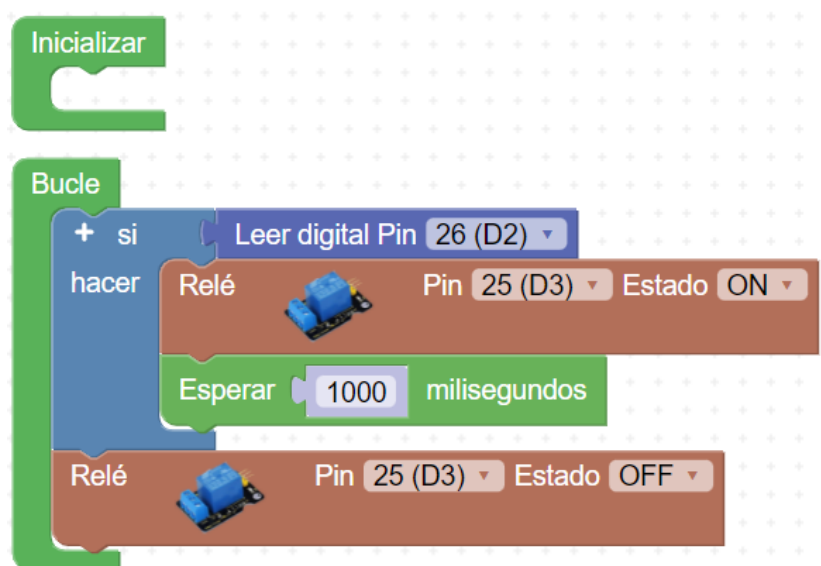 Inicializar
Bucle
+ si Leer digital Pin 26 (D2)
hacer Relé Pin 25 (D3) Estado ON
Esperar 1000 milisegundos
Relé Pin 25 (D3) Estado OFF